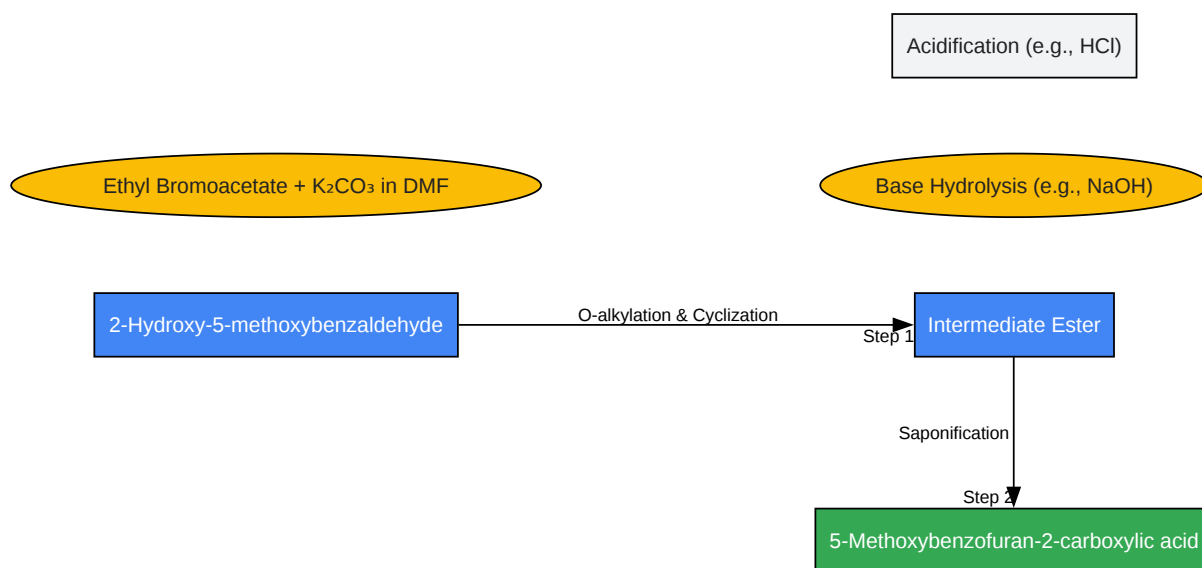 Acidification (e.g., HCl)
Ethyl Bromoacetate + K₂CO₃ in DMF
Base Hydrolysis (e.g., NaOH)
2-Hydroxy-5-methoxybenzaldehyde
O-alkylation & Cyclization
Step 1
Intermediate Ester
Saponification
Step 2
5-Methoxybenzofuran-2-carboxylic acid